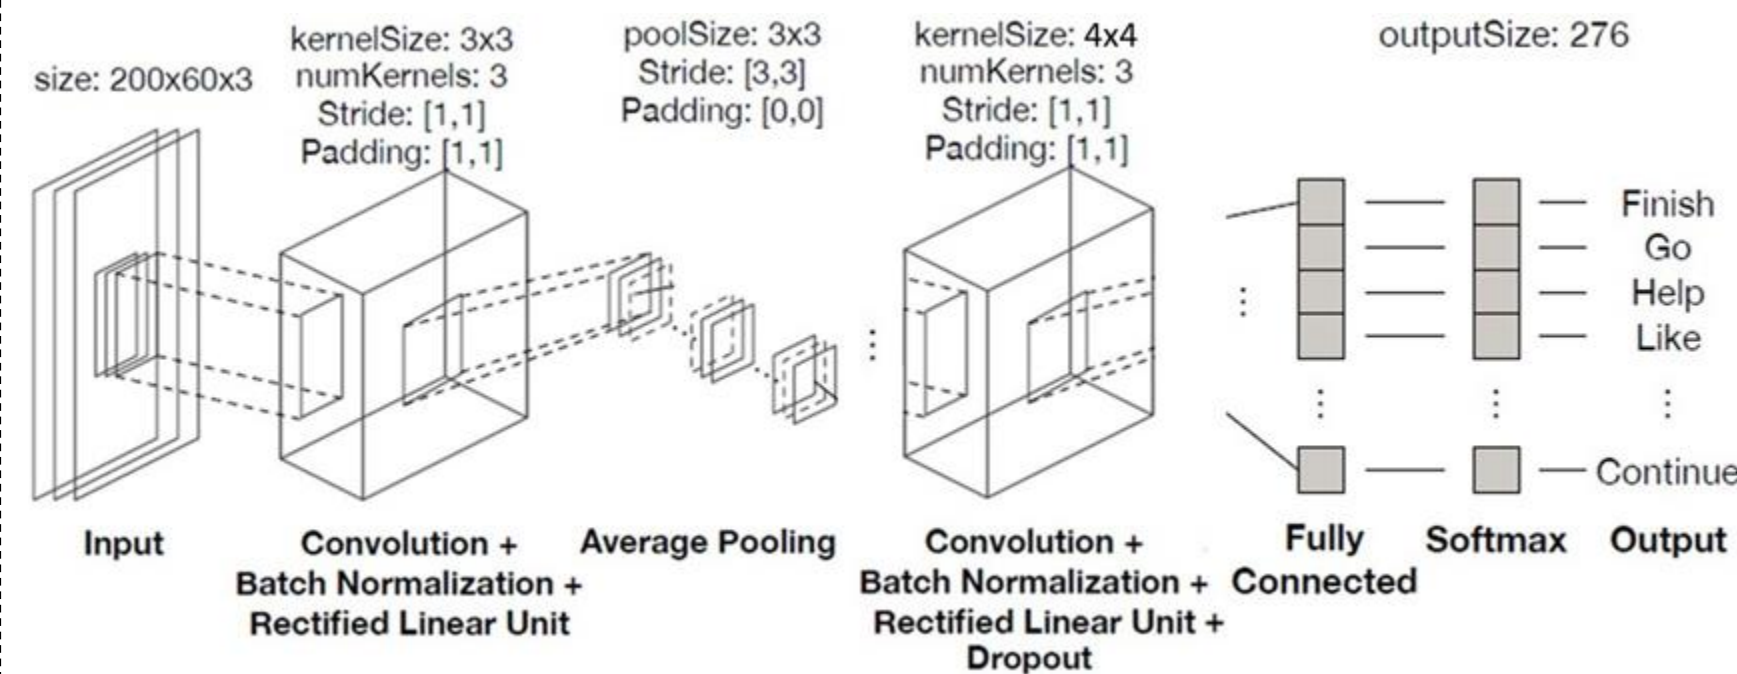 size: 200x60x3
kernelSize: 3x3
numKernels: 3
Stride: [1,1]
Padding: [1,1]
poolSize: 3x3
Stride: [3,3]
Padding: [0,0]
kernelSize: 4x4
numKernels: 3
Stride: [1,1]
Padding: [1,1]
outputSize: 276
Finish
Go
Help
Like
Continue
Input
Convolution +
Batch Normalization +
Rectified Linear Unit
Average Pooling
Convolution +
Batch Normalization +
Rectified Linear Unit +
Dropout
Fully
Connected
Softmax
Output